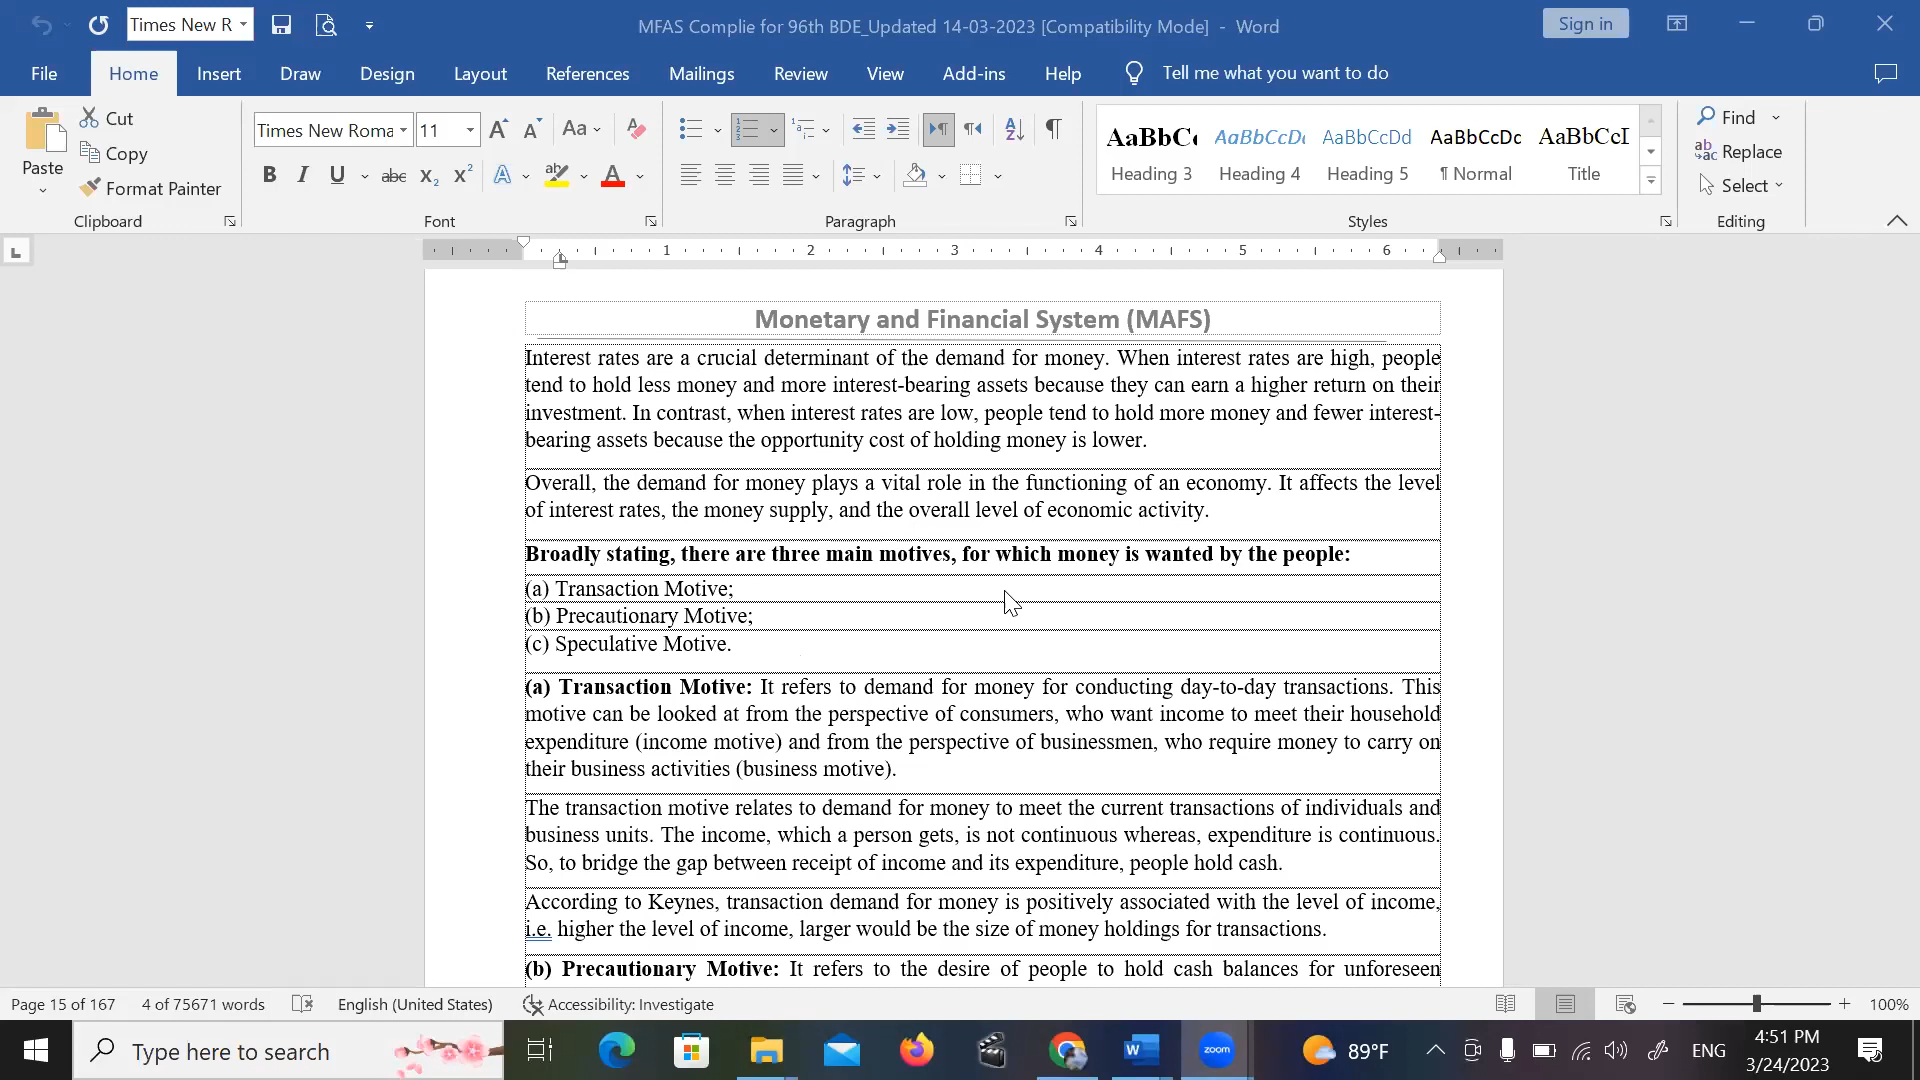 Times New R
MFAS Complie for 96th BDE_Updated 14-03-2023 [Compatibility Mode] - Word
Sign in
File Home Insert Draw Design Layout References Mailings Review View Add-ins Help Tell me what you want to do
Paste
Cut
Copy
Format Painter
Clipboard
Times New Roma 11
Aa
B I U abc X₂ X² A ab A
Font
Paragraph
AaBbCc AaBbCcDc AaBbCcDd AaBbCcDc AaBbCcD
Heading 3 Heading 4 Heading 5 ¶ Normal Title
Styles
Find
Replace
Select
Editing
1 2 3 4 5 6
Monetary and Financial System (MAFS)
Interest rates are a crucial determinant of the demand for money. When interest rates are high, people
tend to hold less money and more interest-bearing assets because they can earn a higher return on their
investment. In contrast, when interest rates are low, people tend to hold more money and fewer interest-
bearing assets because the opportunity cost of holding money is lower.
Overall, the demand for money plays a vital role in the functioning of an economy. It affects the level
of interest rates, the money supply, and the overall level of economic activity.
Broadly stating, there are three main motives, for which money is wanted by the people:
(a) Transaction Motive;
(b) Precautionary Motive;
(c) Speculative Motive.
(a) Transaction Motive: It refers to demand for money for conducting day-to-day transactions. This
motive can be looked at from the perspective of consumers, who want income to meet their household
expenditure (income motive) and from the perspective of businessmen, who require money to carry on
their business activities (business motive).
The transaction motive relates to demand for money to meet the current transactions of individuals and
business units. The income, which a person gets, is not continuous whereas, expenditure is continuous.
So, to bridge the gap between receipt of income and its expenditure, people hold cash.
According to Keynes, transaction demand for money is positively associated with the level of income,
i.e. higher the level of income, larger would be the size of money holdings for transactions.
(b) Precautionary Motive: It refers to the desire of people to hold cash balances for unforeseen
Page 15 of 167 4 of 75671 words English (United States) Accessibility: Investigate 100%
Type here to search
zoom
89°F
ENG
4:51 PM
3/24/2023